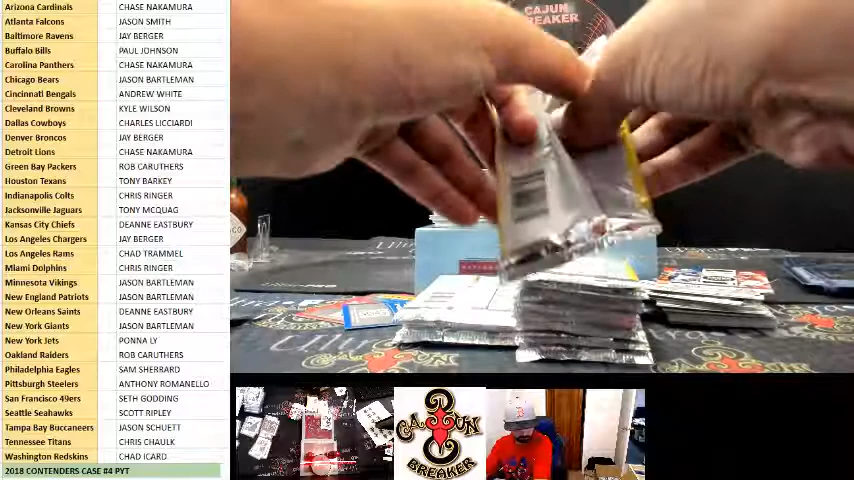 Arizona Cardinals CHASE NAKAMURA
Atlanta Falcons JASON SMITH
Baltimore Ravens JAY BERGER
Buffalo Bills PAUL JOHNSON
Carolina Panthers CHASE NAKAMURA
Chicago Bears JASON BARTLEMAN
Cincinnati Bengals ANDREW WHITE
Cleveland Browns KYLE WILSON
Dallas Cowboys CHARLES LICCIARDI
Denver Broncos JAY BERGER
Detroit Lions CHASE NAKAMURA
Green Bay Packers ROB CARUTHERS
Houston Texans TONY BARKEY
Indianapolis Colts CHRIS RINGER
Jacksonville Jaguars TONY MCQUAG
Kansas City Chiefs DEANNE EASTBURY
Los Angeles Chargers JAY BERGER
Los Angeles Rams CHAD TRAMMEL
Miami Dolphins CHRIS RINGER
Minnesota Vikings JASON BARTLEMAN
New England Patriots JASON BARTLEMAN
New Orleans Saints DEANNE EASTBURY
New York Giants JASON BARTLEMAN
New York Jets PONNA LY
Oakland Raiders ROB CARUTHERS
Philadelphia Eagles SAM SHERRARD
Pittsburgh Steelers ANTHONY ROMANELLO
San Francisco 49ers SETH GODDING
Seattle Seahawks SCOTT RIPLEY
Tampa Bay Buccaneers JASON SCHUETT
Tennessee Titans CHRIS CHAULK
Washington Redskins CHAD ICARD
2018 CONTENDERS CASE #4 PYT
CAJUN
BREAKER
CAJUN
BREAKER